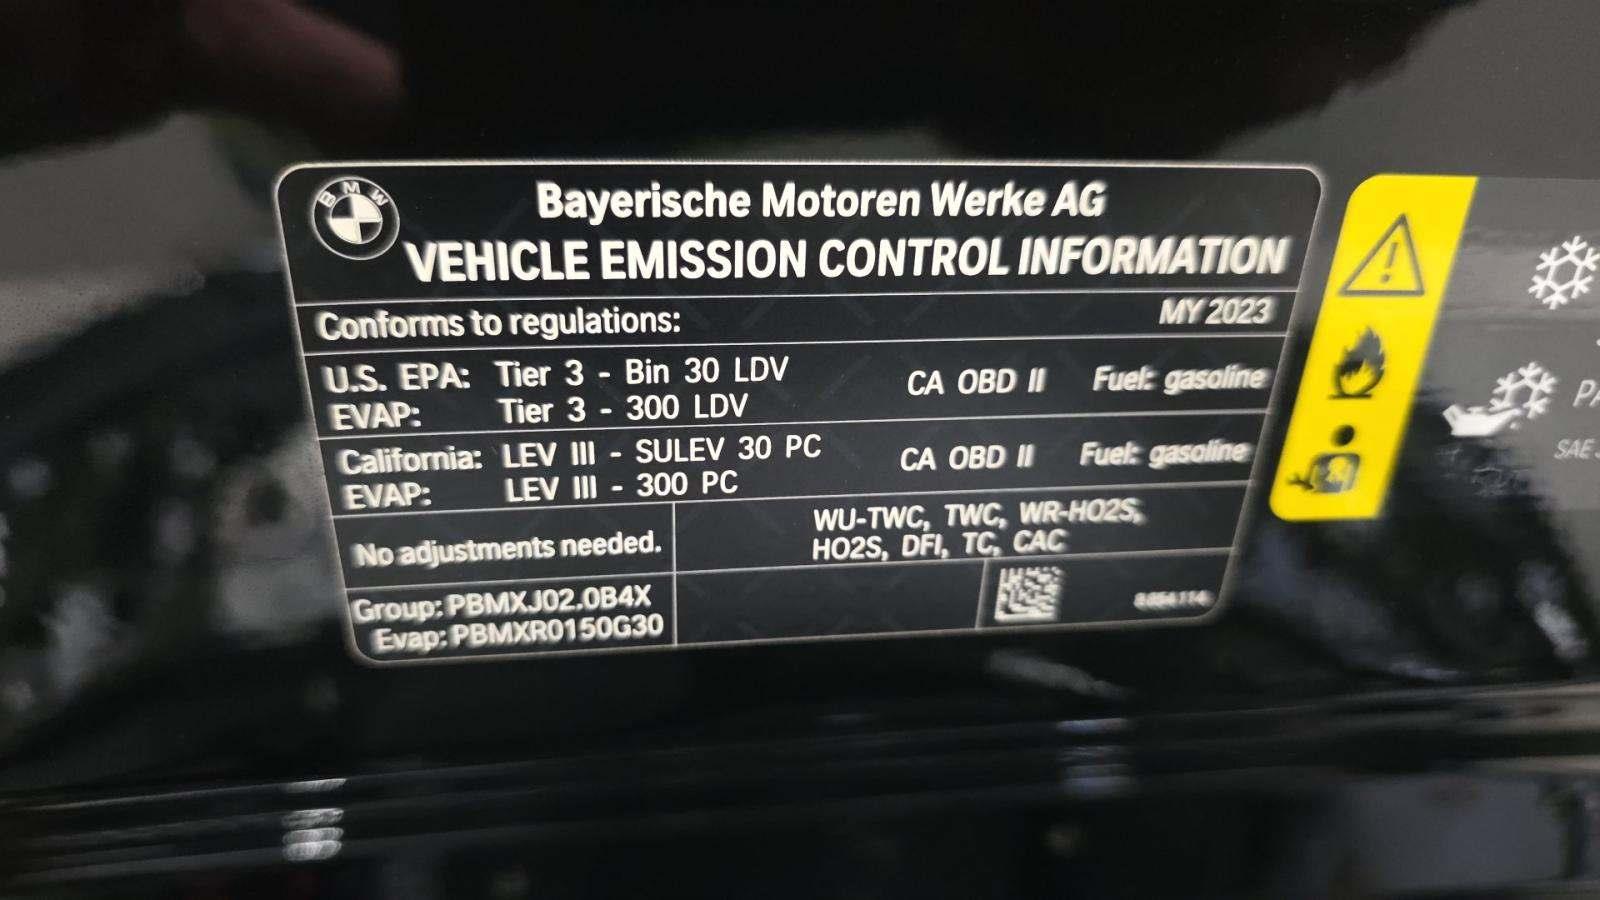 BMW
Bayerische Motoren Werke AG
VEHICLE EMISSION CONTROL INFORMATION
Conforms to regulations: MY 2023
U.S. EPA: Tier 3 - Bin 30 LDV CA OBD II Fuel: gasoline
EVAP: Tier 3 - 300 LDV
California: LEV III - SULEV 30 PC CA OBD II Fuel: gasoline
EVAP: LEV III - 300 PC
No adjustments needed.
WU-TWC, TWC, WR-HO2S,
HO2S, DFI, TC, CAC
Group: PBMXJ02.0B4X
Evap: PBMXR0150G30
SAE